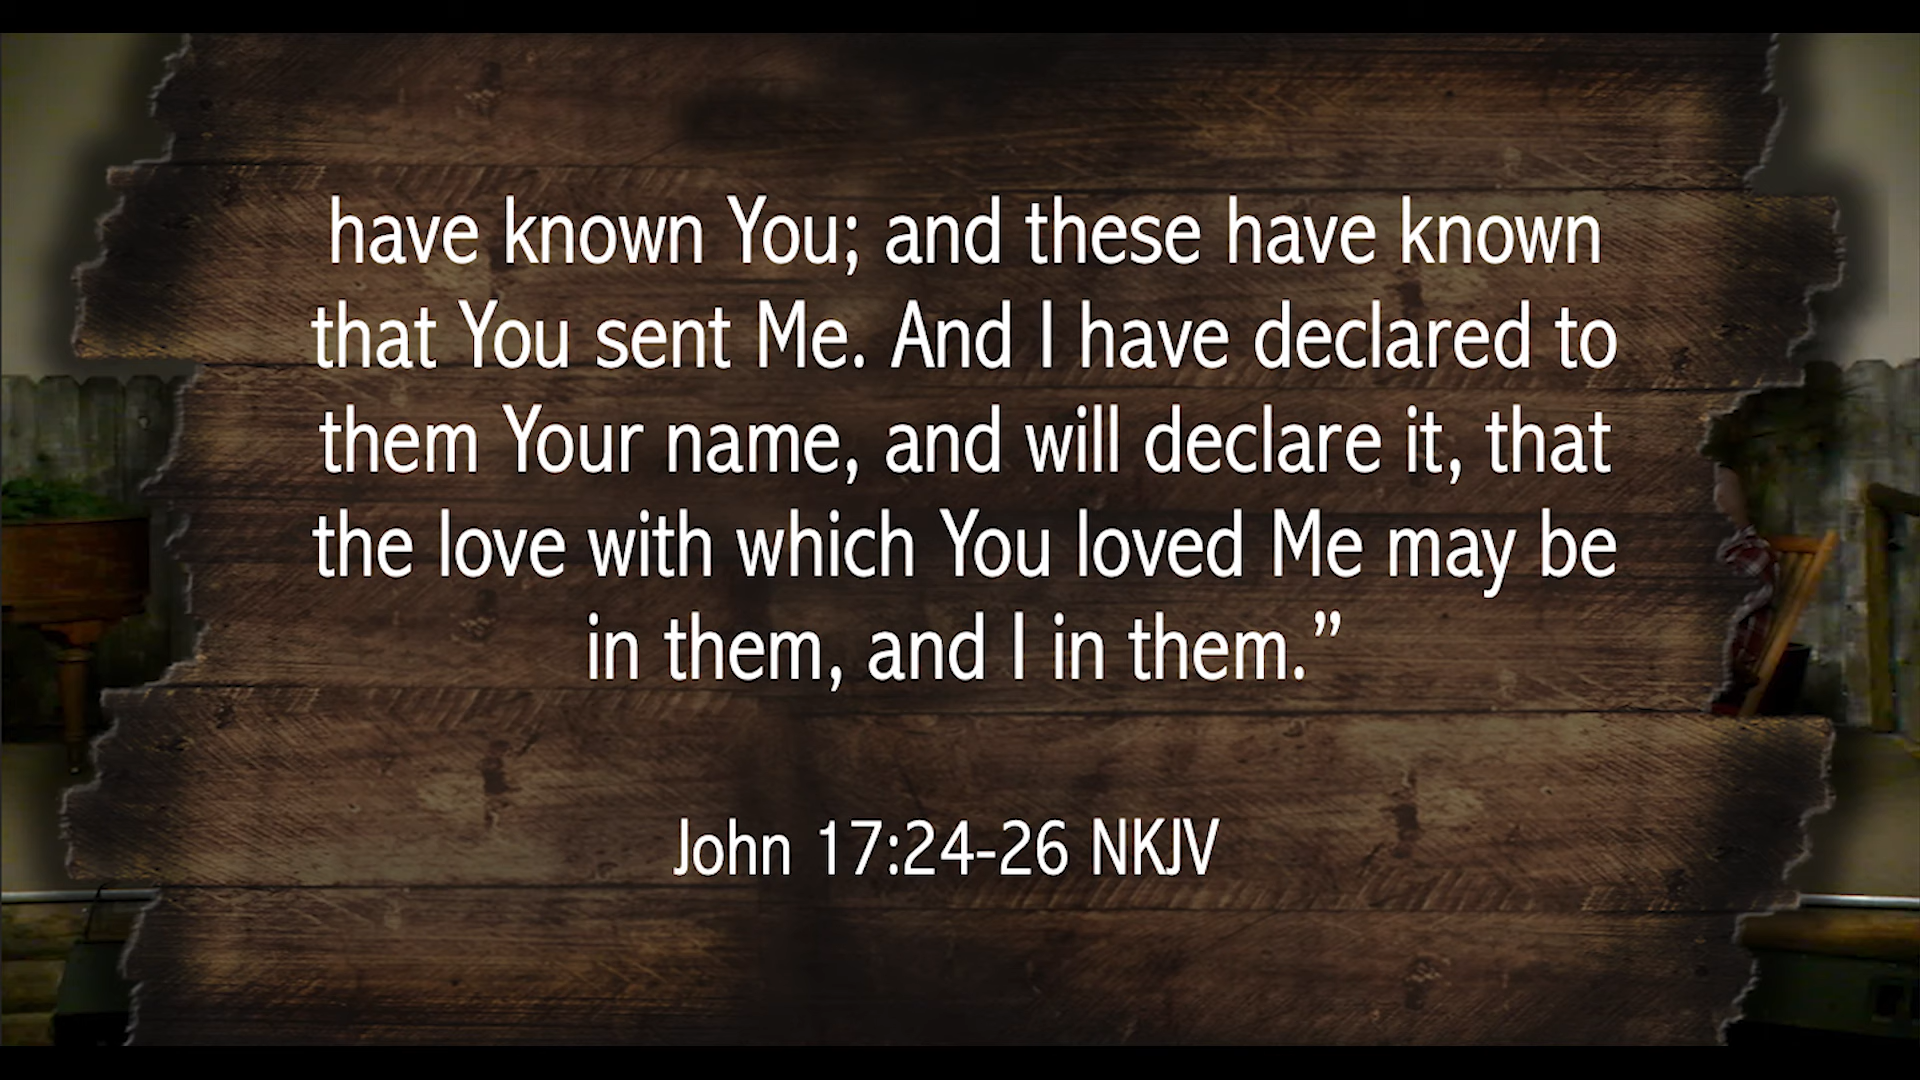 have known You; and these have known
that You sent Me. And I have declared to
them Your name, and will declare it, that
the love with which You loved Me may be
in them, and I in them.”
John 17:24-26 NKJV